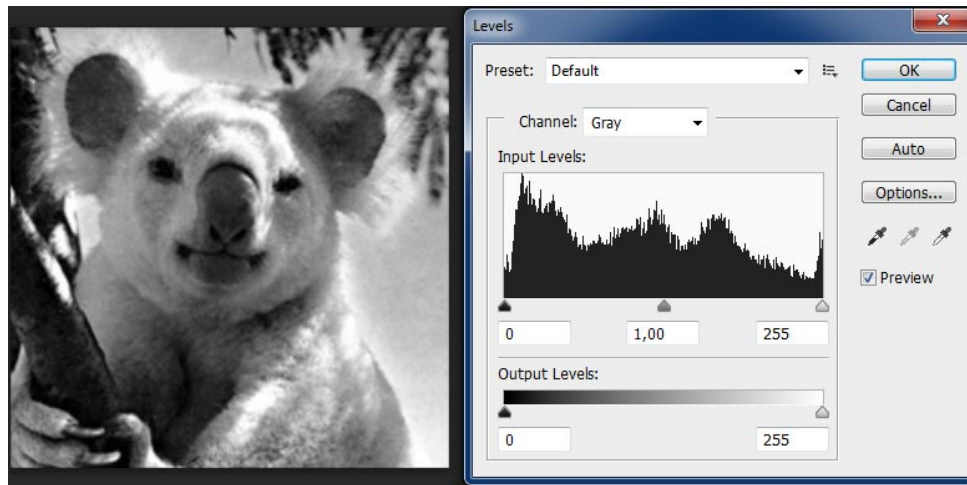 Levels
Preset: Default
OK
Cancel
Channel: Gray
Auto
Input Levels:
Options...
Preview
0 1,00 255
Output Levels:
0 255